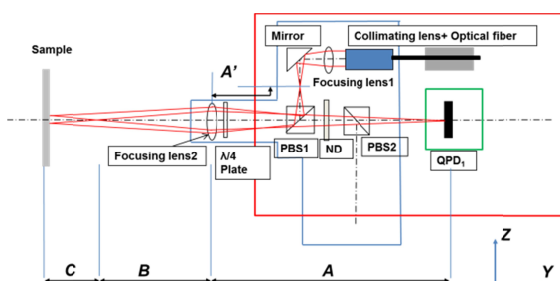 Mirror
Collimating lens+ Optical fiber
Sample
A’
Focusing lens1
Focusing lens2
λ/4
Plate
PBS1
ND
PBS2
QPD₁
C
B
A
Z
Y